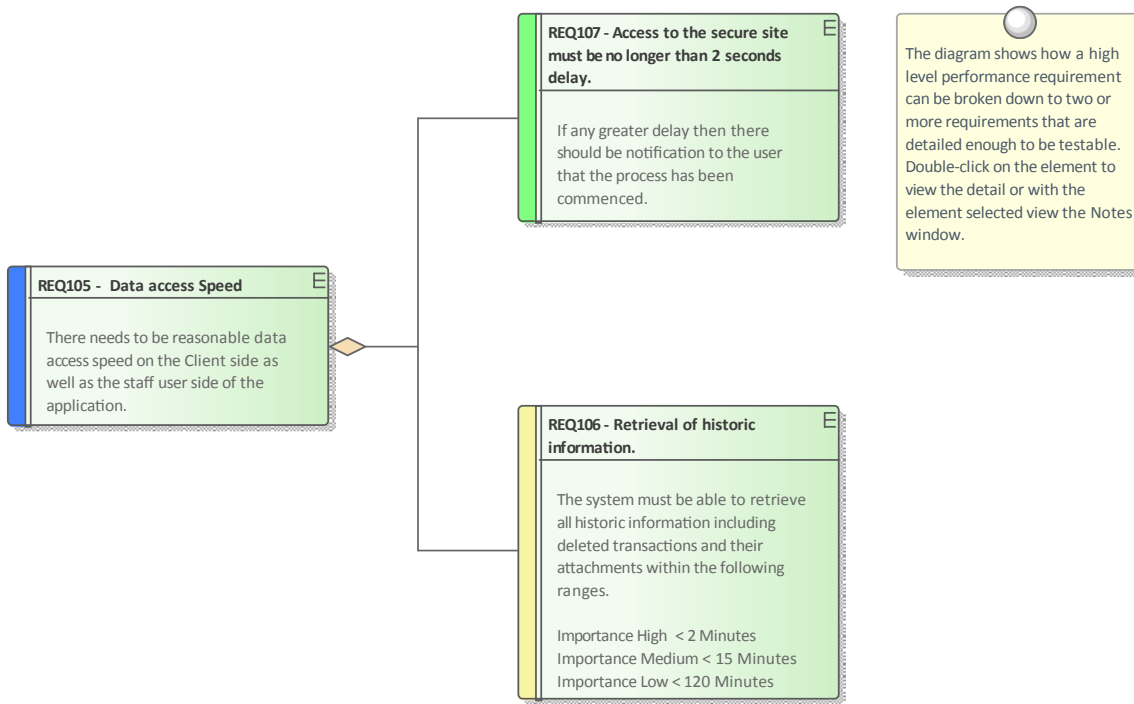 REQ107 - Access to the secure site
must be no longer than 2 seconds
delay.
If any greater delay then there
should be notification to the user
that the process has been
commenced.
The diagram shows how a high
level performance requirement
can be broken down to two or
more requirements that are
detailed enough to be testable.
Double-click on the element to
view the detail or with the
element selected view the Notes
window.
REQ105 - Data access Speed
There needs to be reasonable data
access speed on the Client side as
well as the staff user side of the
application.
REQ106 - Retrieval of historic
information.
The system must be able to retrieve
all historic information including
deleted transactions and their
attachments within the following
ranges.
Importance High < 2 Minutes
Importance Medium < 15 Minutes
Importance Low < 120 Minutes